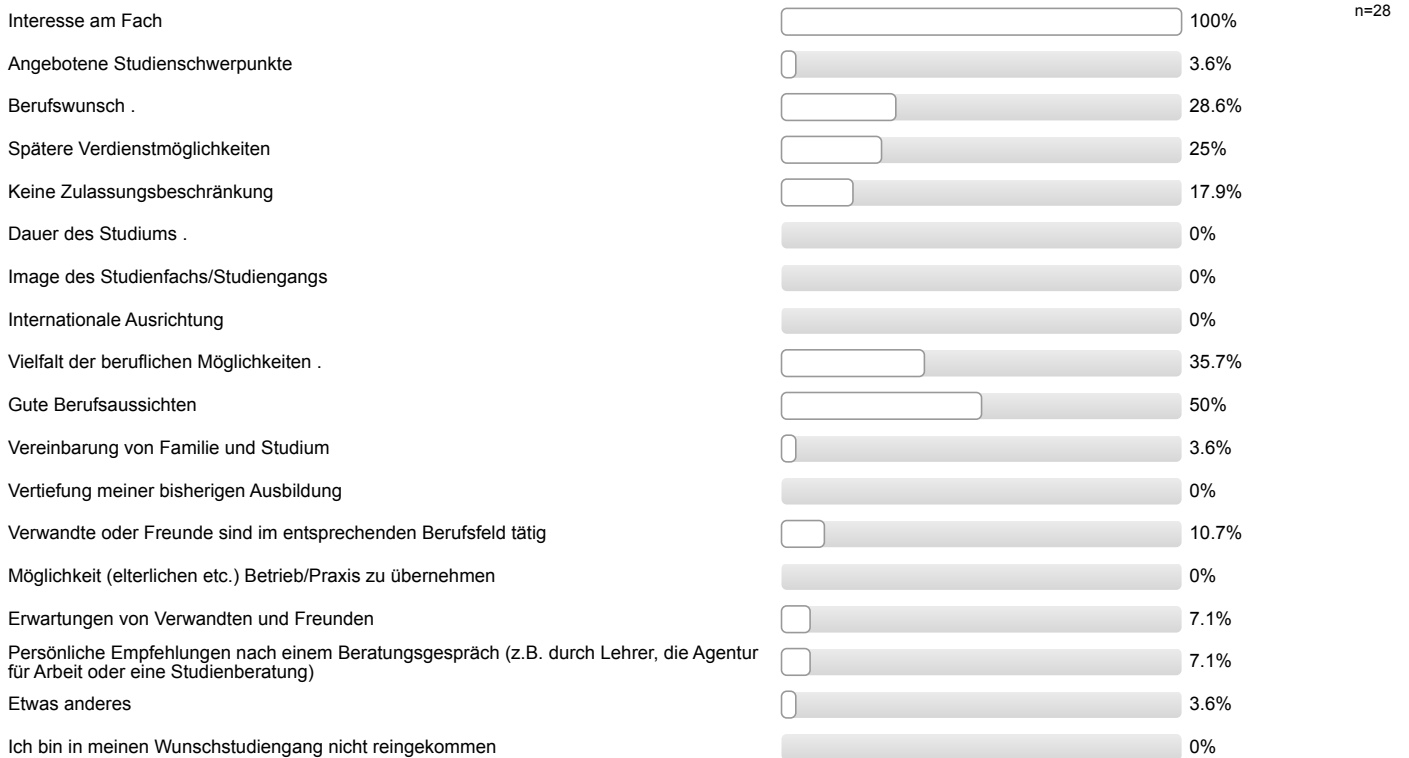 n=28
Interesse am Fach 100%
Angebotene Studienschwerpunkte 3.6%
Berufswunsch . 28.6%
Spätere Verdienstmöglichkeiten 25%
Keine Zulassungsbeschränkung 17.9%
Dauer des Studiums . 0%
Image des Studienfachs/Studiengangs 0%
Internationale Ausrichtung 0%
Vielfalt der beruflichen Möglichkeiten . 35.7%
Gute Berufsaussichten 50%
Vereinbarung von Familie und Studium 3.6%
Vertiefung meiner bisherigen Ausbildung 0%
Verwandte oder Freunde sind im entsprechenden Berufsfeld tätig 10.7%
Möglichkeit (elterlichen etc.) Betrieb/Praxis zu übernehmen 0%
Erwartungen von Verwandten und Freunden 7.1%
Persönliche Empfehlungen nach einem Beratungsgespräch (z.B. durch Lehrer, die Agentur
für Arbeit oder eine Studienberatung) 7.1%
Etwas anderes 3.6%
Ich bin in meinen Wunschstudiengang nicht reingekommen 0%